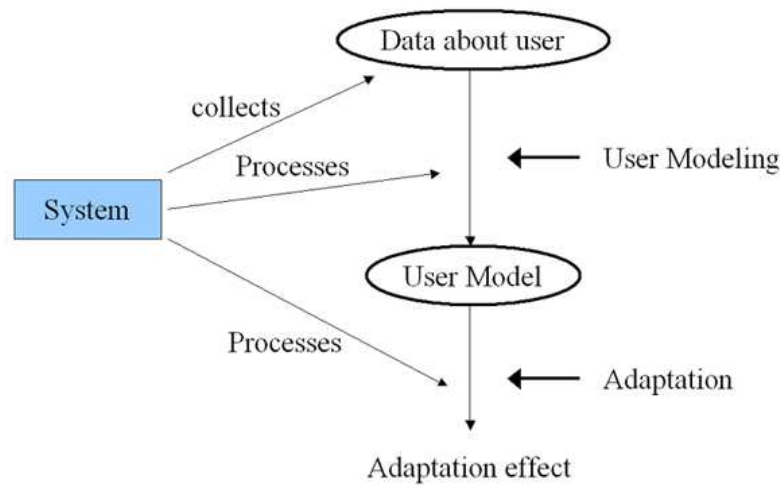 Data about user
collects
Processes
User Modeling
System
User Model
Processes
Adaptation
Adaptation effect